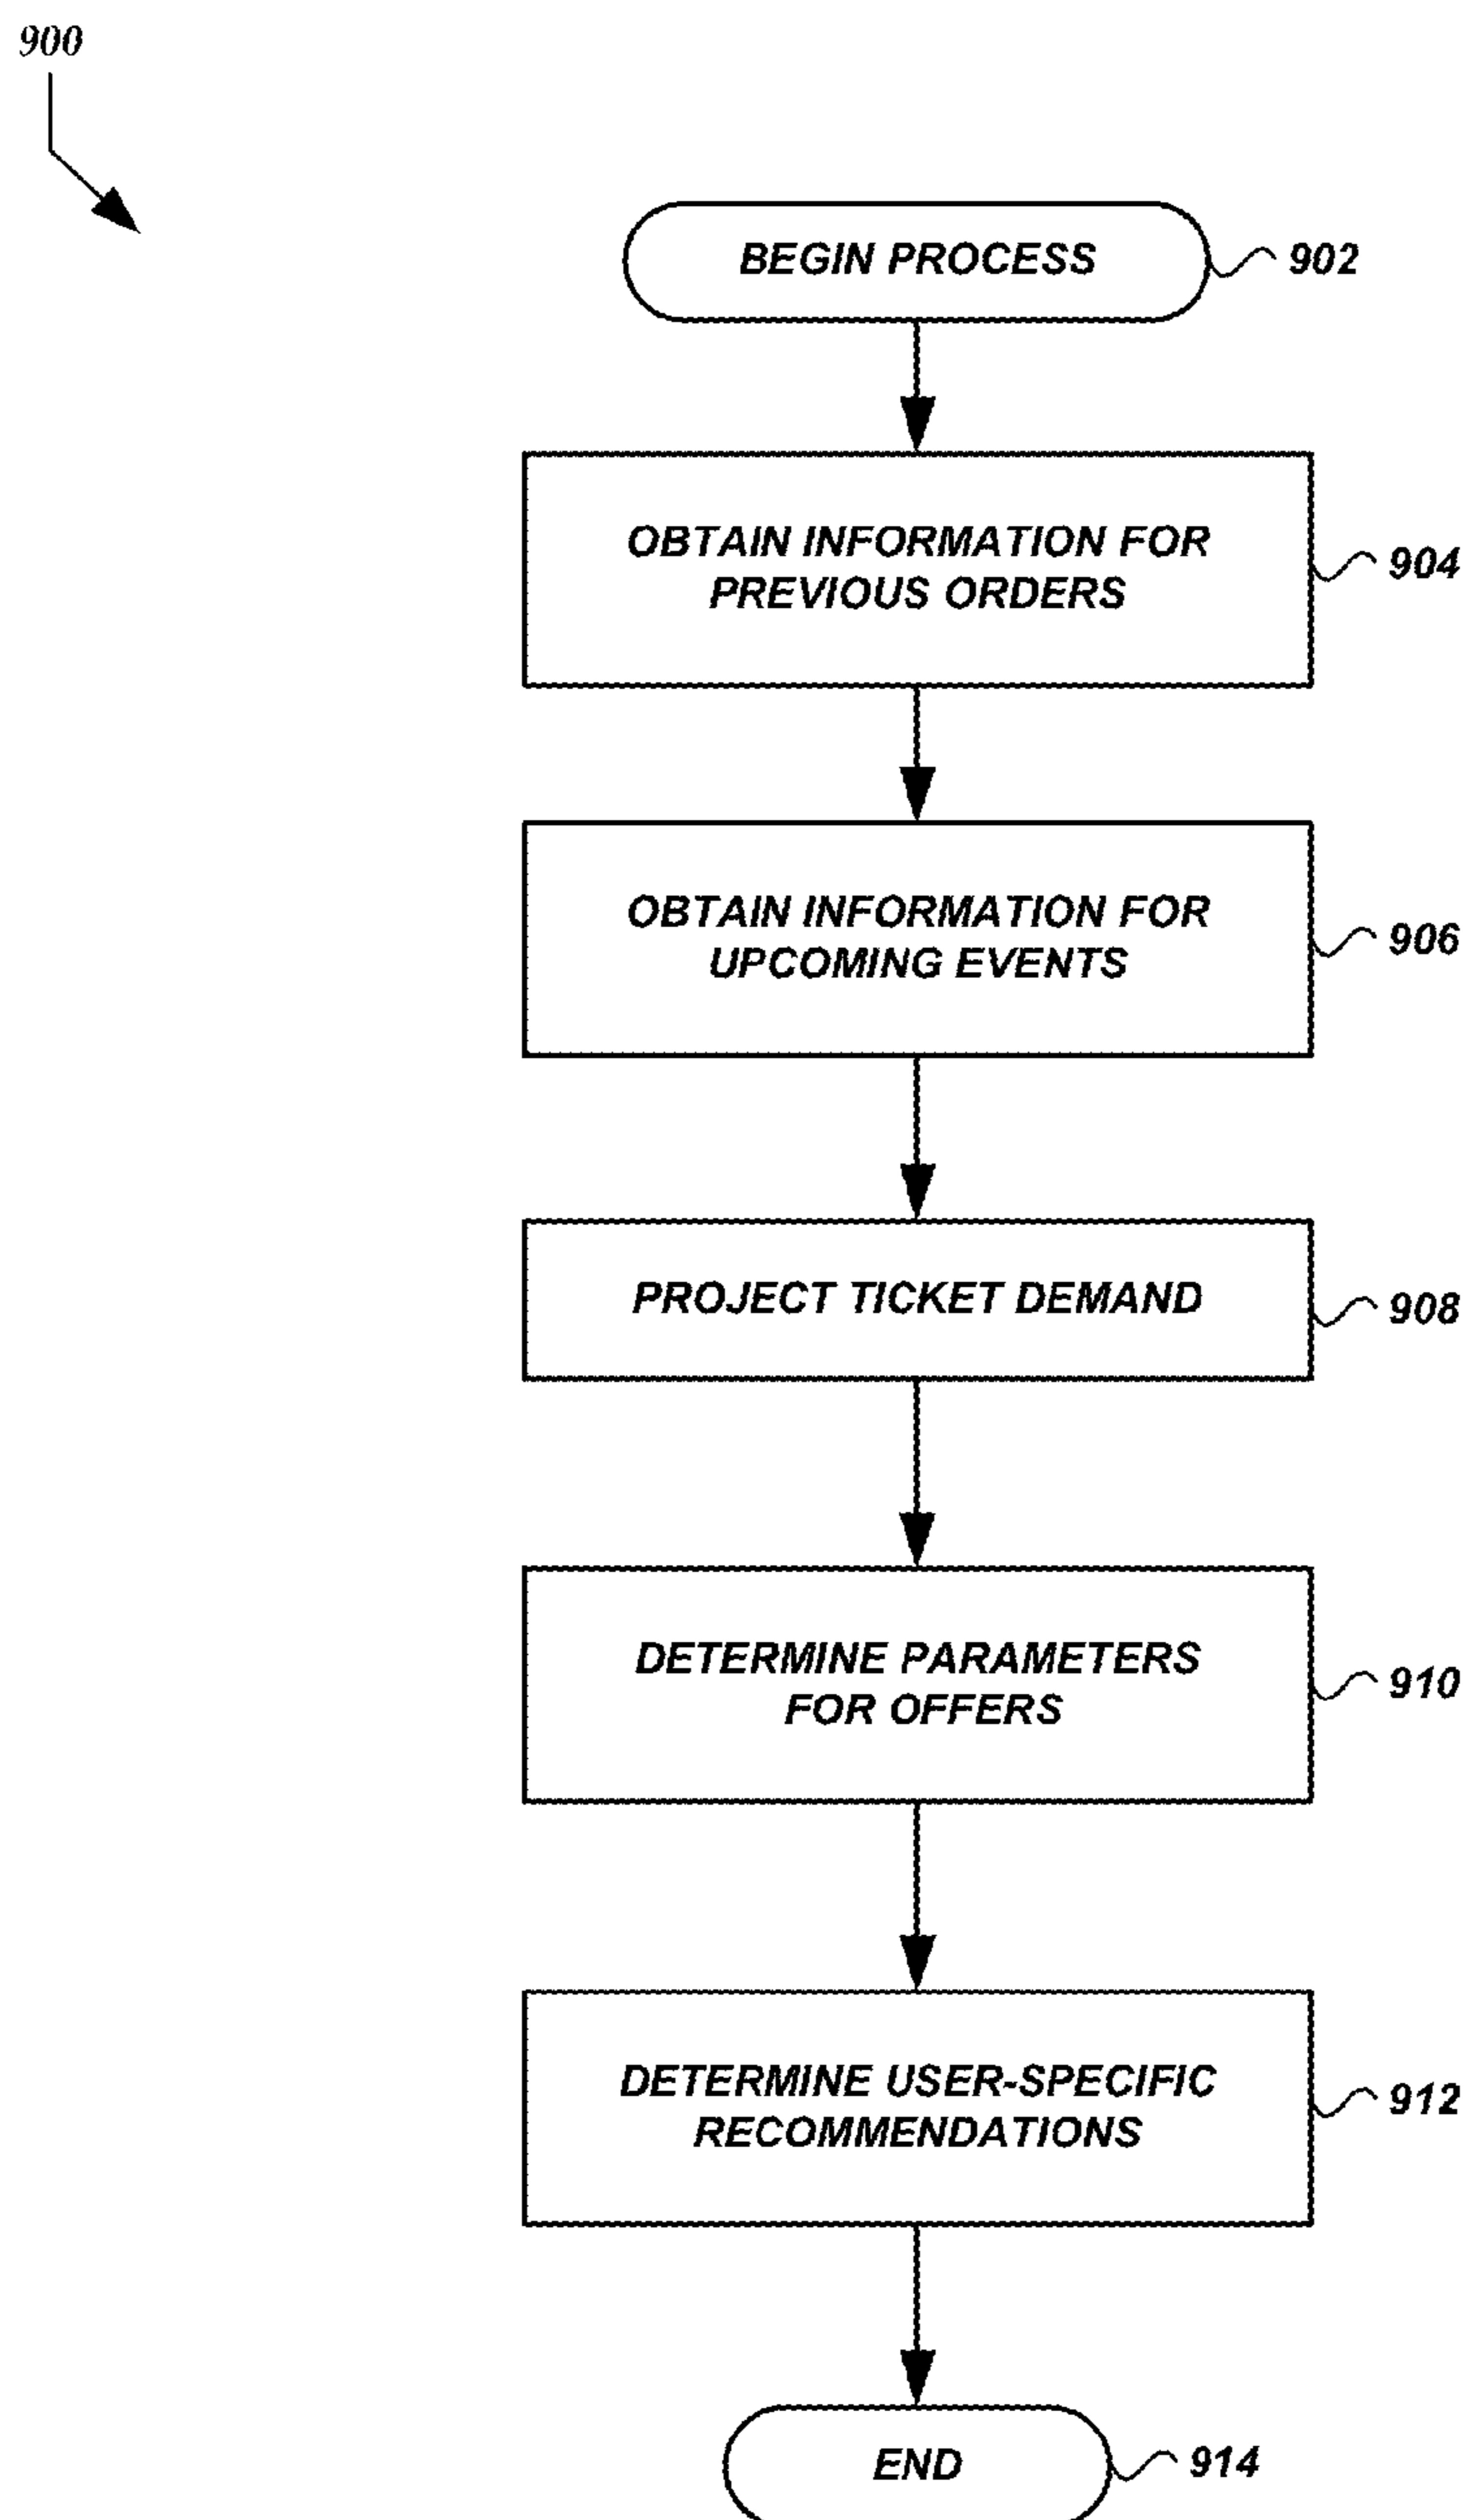 900
BEGIN PROCESS
902
OBTAIN INFORMATION FOR
PREVIOUS ORDERS
904
OBTAIN INFORMATION FOR
UPCOMING EVENTS
906
PROJECT TICKET DEMAND
908
DETERMINE PARAMETERS
FOR OFFERS
910
DETERMINE USER-SPECIFIC
RECOMMENDATIONS
912
END
914